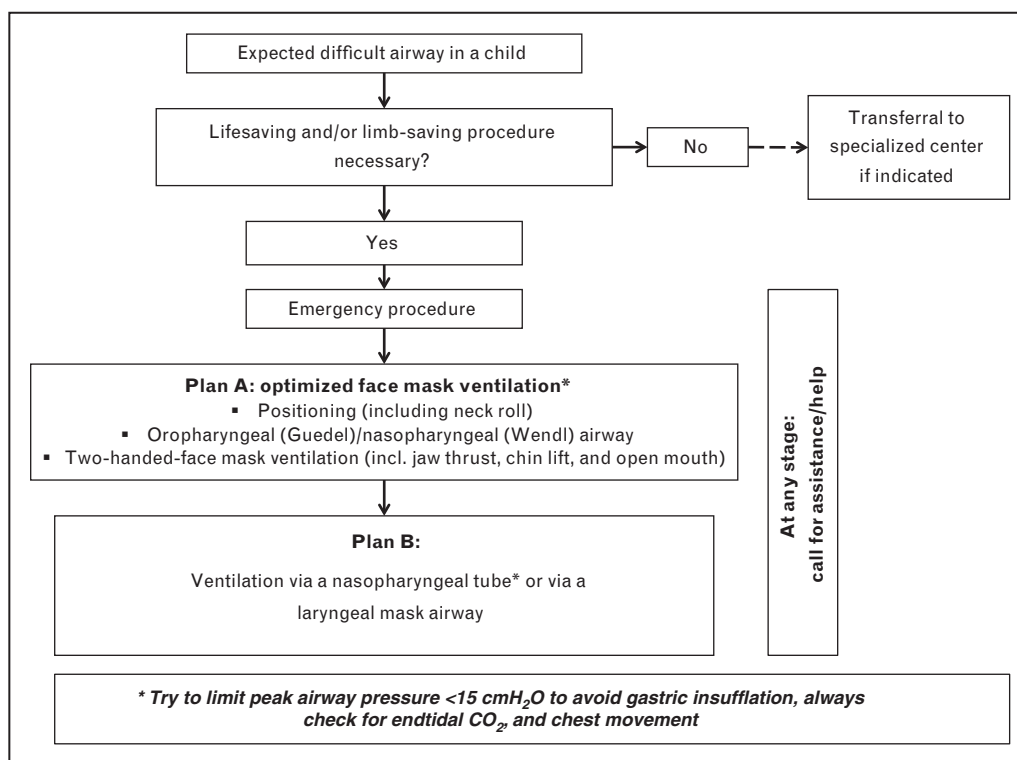 Expected difficult airway in a child
Lifesaving and/or limb-saving procedure
necessary?
No
Transferral to
specialized center
if indicated
Yes
Emergency procedure
Plan A: optimized face mask ventilation*
▪ Positioning (including neck roll)
▪ Oropharyngeal (Guedel)/nasopharyngeal (Wendl) airway
▪ Two-handed-face mask ventilation (incl. jaw thrust, chin lift, and open mouth)
Plan B:
Ventilation via a nasopharyngeal tube* or via a
laryngeal mask airway
At any stage:
call for assistance/help
* Try to limit peak airway pressure <15 cmH₂O to avoid gastric insufflation, always
check for endtidal CO₂, and chest movement